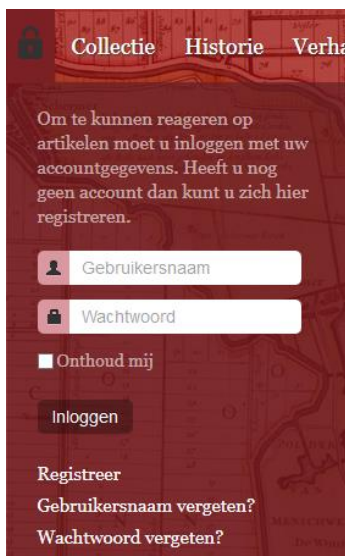 Collectie Historie Verha
Om te kunnen reageren op
artikelen moet u inloggen met uw
accountgegevens. Heeft u nog
geen account dan kunt u zich hier
registreren.
Gebruikersnaam
Wachtwoord
Onthoud mij
Inloggen
Registreer
Gebruikersnaam vergeten?
Wachtwoord vergeten?